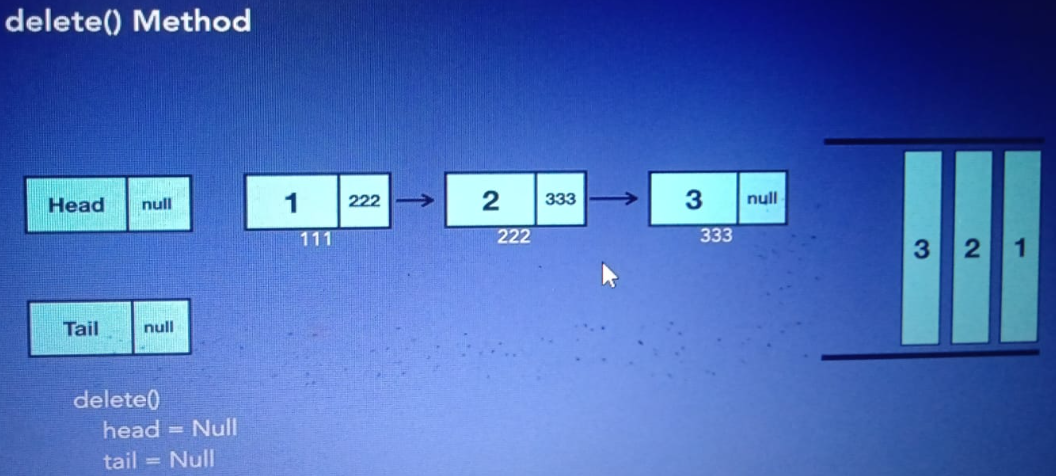 delete() Method
Head null
1 222
2 333
3 null
111
222
333
3 2 1
Tail null
delete()
head = Null
tail = Null